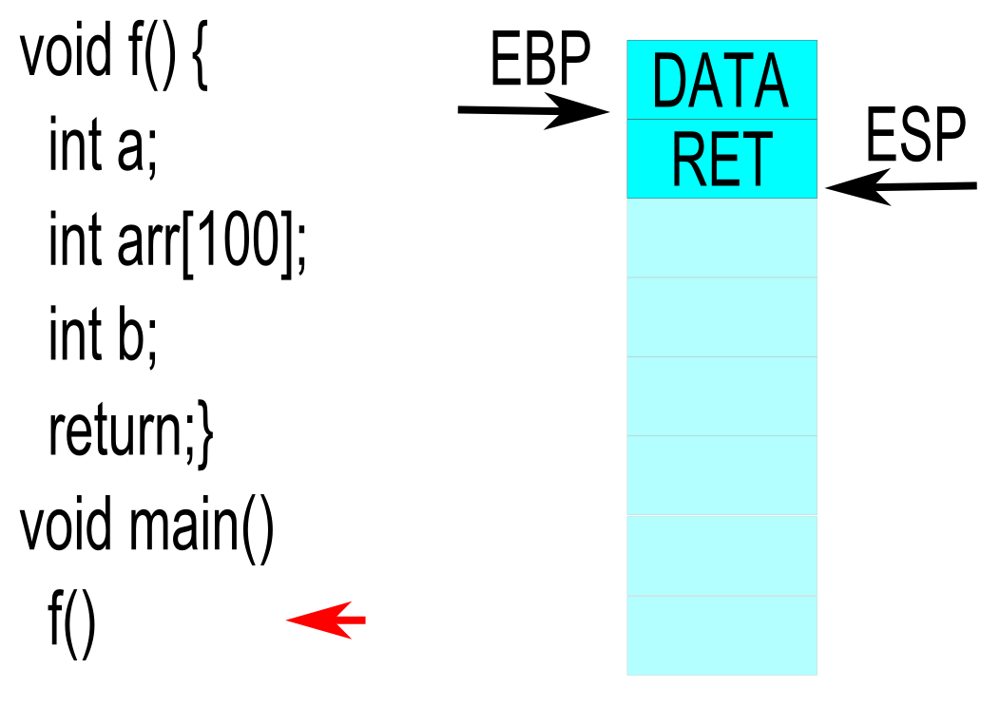 void f() {
int a;
int arr[100];
int b;
return;}
void main()
f()
EBP
DATA
RET
ESP